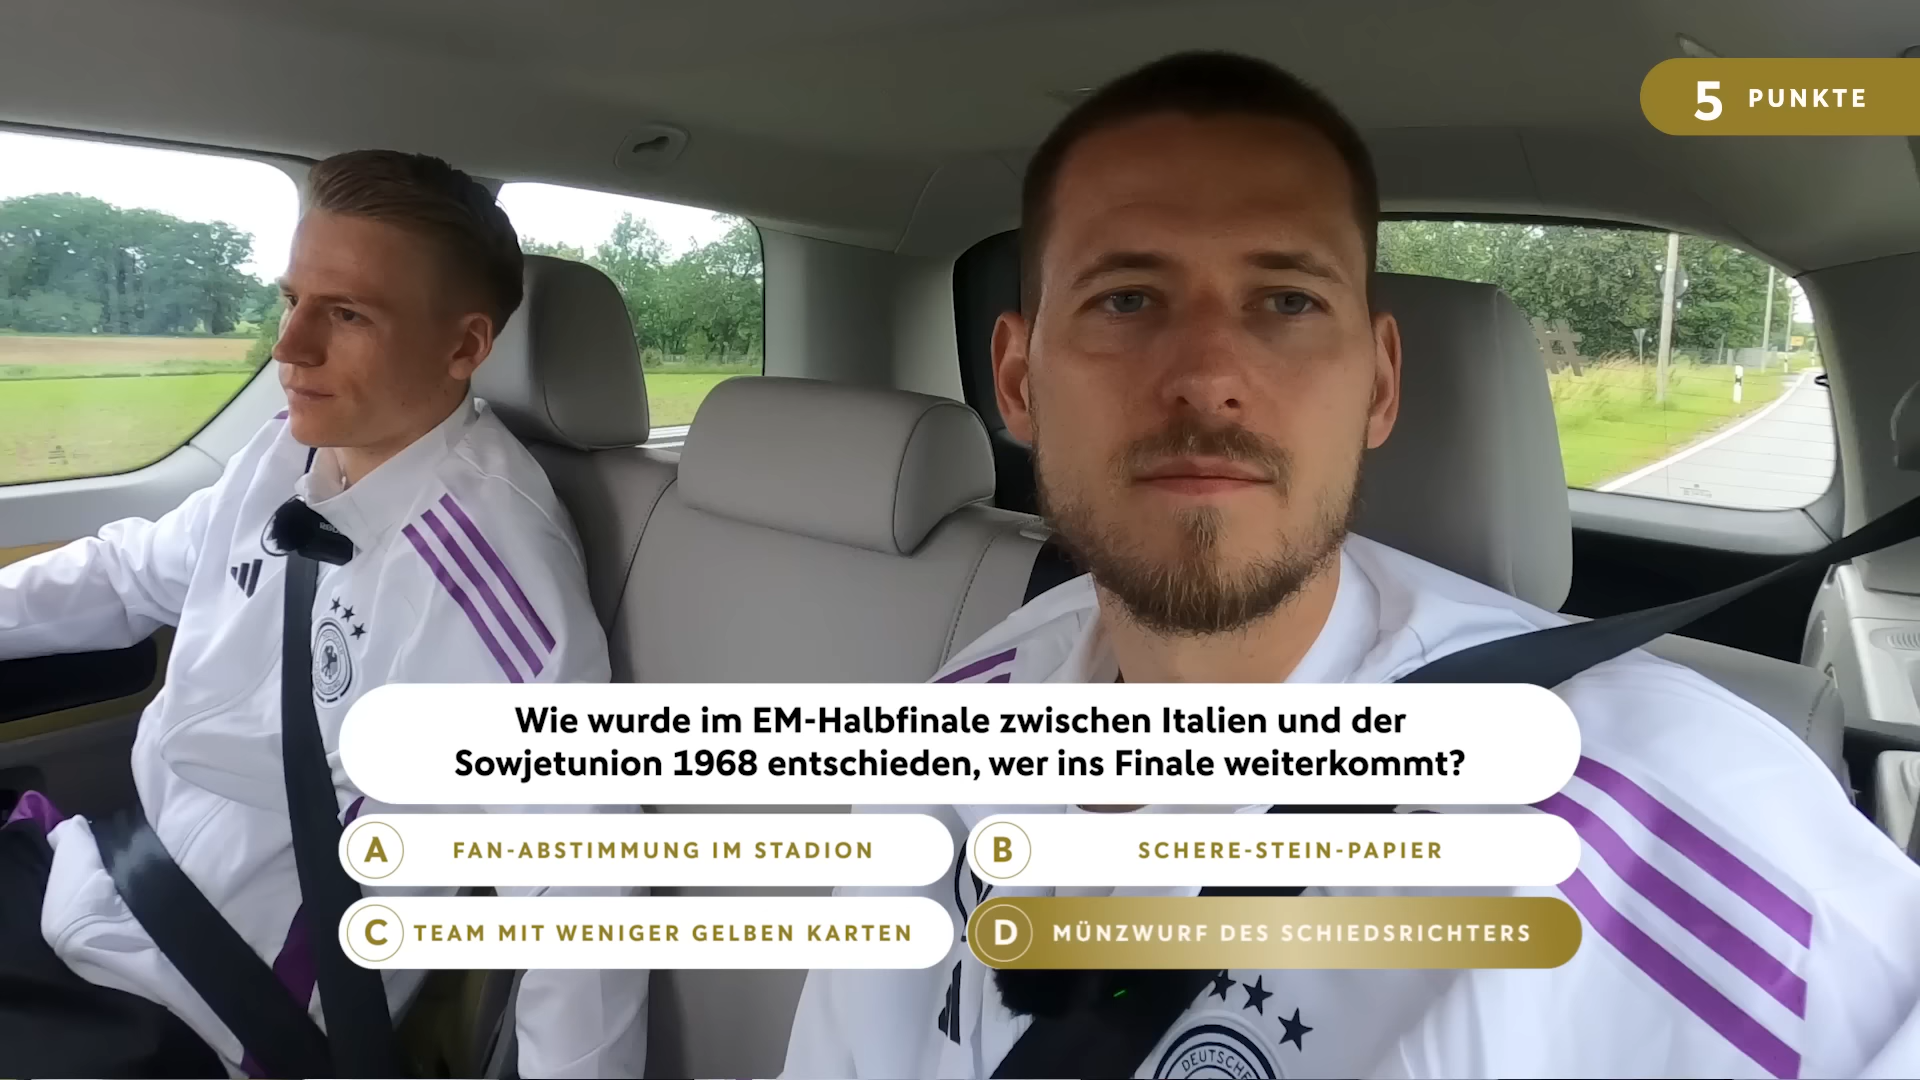 5 PUNKTE
Wie wurde im EM-Halbfinale zwischen Italien und der
Sowjetunion 1968 entschieden, wer ins Finale weiterkommt?
A FAN-ABSTIMMUNG IM STADION
B SCHERE-STEIN-PAPIER
C TEAM MIT WENIGER GELBEN KARTEN
D MÜNZWURF DES SCHIEDSRICHTERS
DEUTSCHE